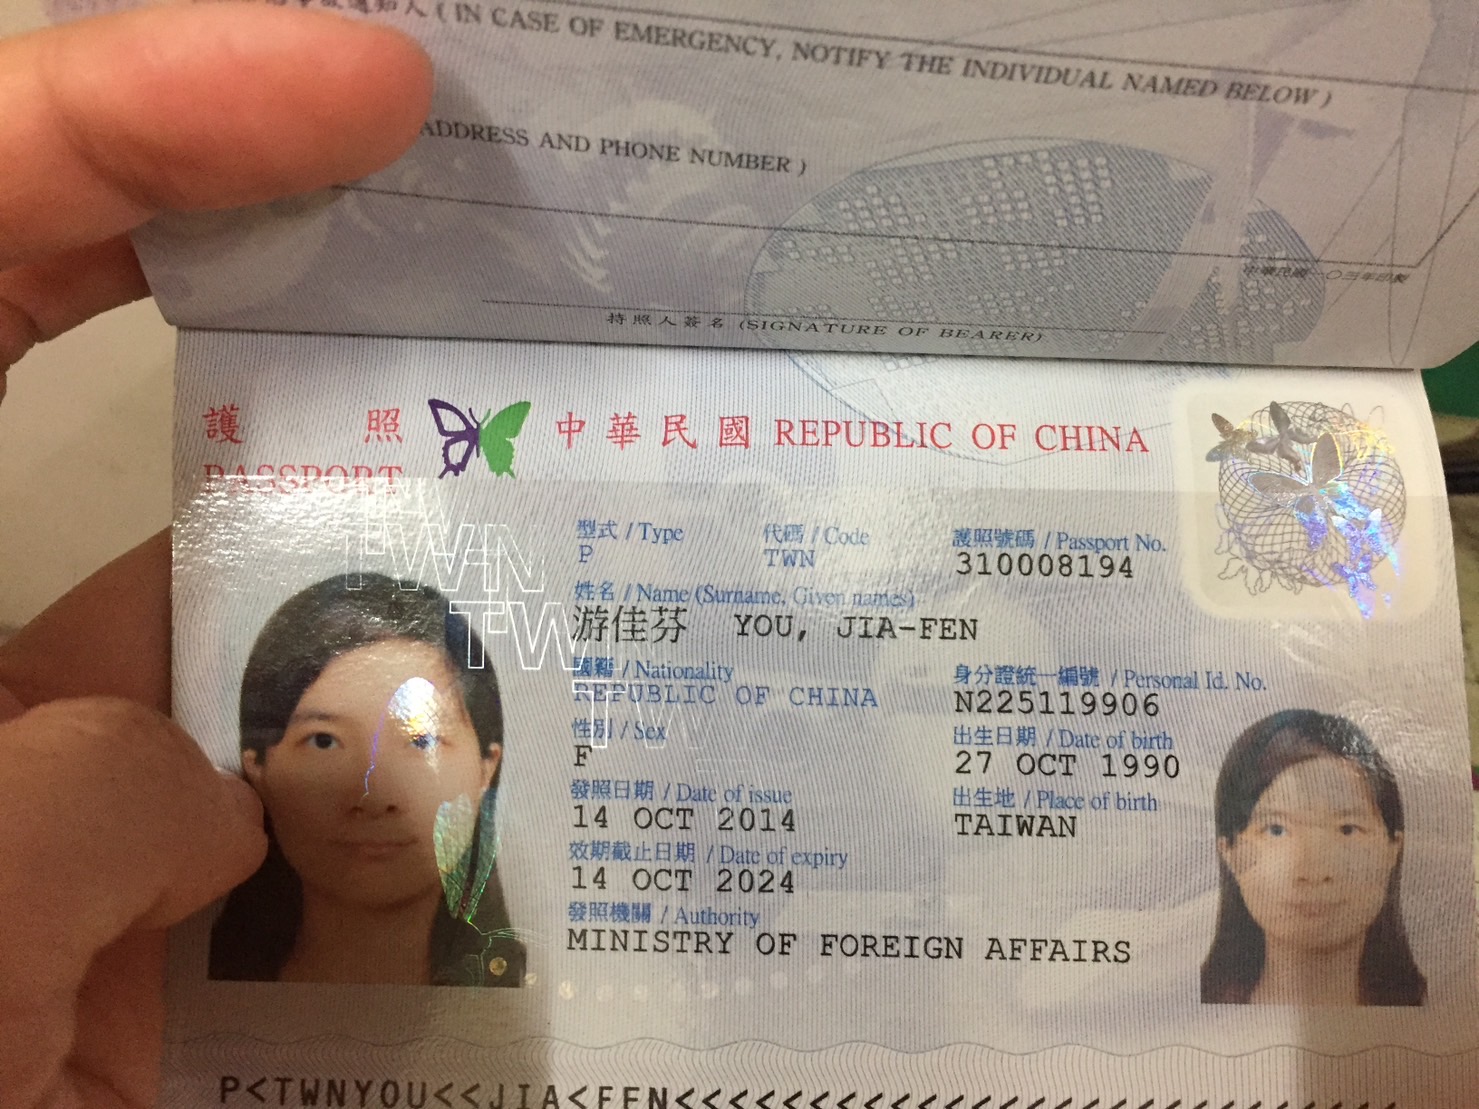 人 ( IN CASE OF EMERGENCY, NOTIFY THE INDIVIDUAL NAMED BELOW )
ADDRESS AND PHONE NUMBER )
中華民國一〇三年印製
持照人簽名 (SIGNATURE OF BEARER)
護 照 中華民國 REPUBLIC OF CHINA
PASSPORT
型式 / Type 代碼 / Code 護照號碼 / Passport No.
P TWN 310008194
姓名 / Name (Surname, Given names)
游佳芬 YOU, JIA-FEN
國籍 / Nationality 身分證統一編號 / Personal Id. No.
REPUBLIC OF CHINA N225119906
性別 / Sex 出生日期 / Date of birth
F 27 OCT 1990
發照日期 / Date of issue 出生地 / Place of birth
14 OCT 2014 TAIWAN
效期截止日期 / Date of expiry
14 OCT 2024
發照機關 / Authority
MINISTRY OF FOREIGN AFFAIRS
TWN
P<TWNYOU<<JIA<FEN<<<<<<<<<<<<<<<<<<<<<<<<<<<